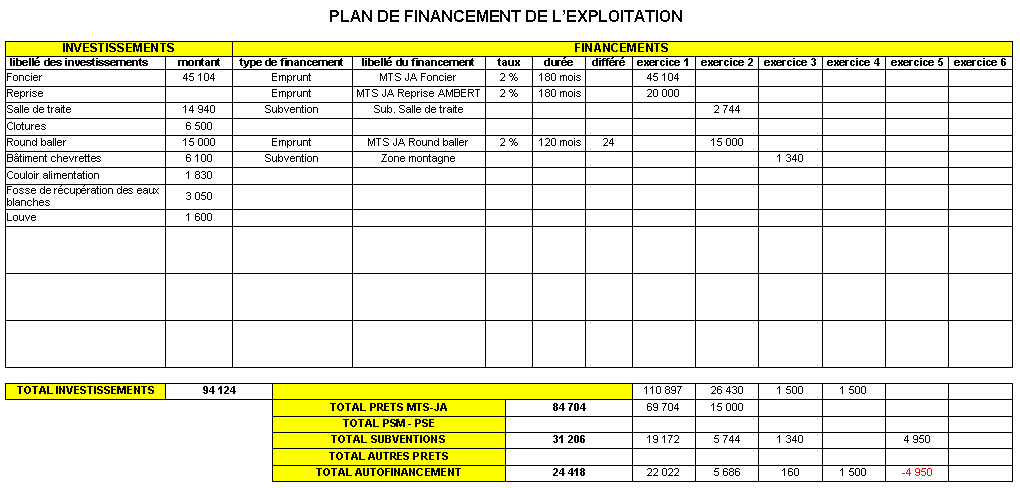 PLAN DE FINANCEMENT DE L'EXPLOITATION
INVESTISSEMENTS FINANCEMENTS
libellé des investissements montant type de financement libellé du financement taux durée différé exercice 1 exercice 2 exercice 3 exercice 4 exercice 5 exercice 6
Foncier 45 104 Emprunt MTS JA Foncier 2 % 180 mois 45 104
Reprise Emprunt MTS JA Reprise AMBERT 2 % 180 mois 20 000
Salle de traite 14 940 Subvention Sub. Salle de traite 2 744
Clotures 6 500
Round baller 15 000 Emprunt MTS JA Round baller 2 % 120 mois 24 15 000
Bâtiment chevrettes 6 100 Subvention Zone montagne 1 340
Couloir alimentation 1 830
Fosse de récupération des eaux
blanches 3 050
Louve 1 600
TOTAL INVESTISSEMENTS 94 124 110 897 26 430 1 500 1 500
TOTAL PRETS MTS-JA 84 704 69 704 15 000
TOTAL PSM - PSE
TOTAL SUBVENTIONS 31 206 19 172 5 744 1 340 4 950
TOTAL AUTRES PRETS
TOTAL AUTOFINANCEMENT 24 418 22 022 5 686 160 1 500 -4 950